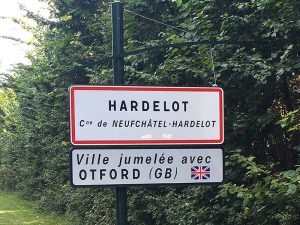 HARDELOT
Cne de NEUFCHÂTEL-HARDELOT
Ville jumelée avec
OTFORD (GB)